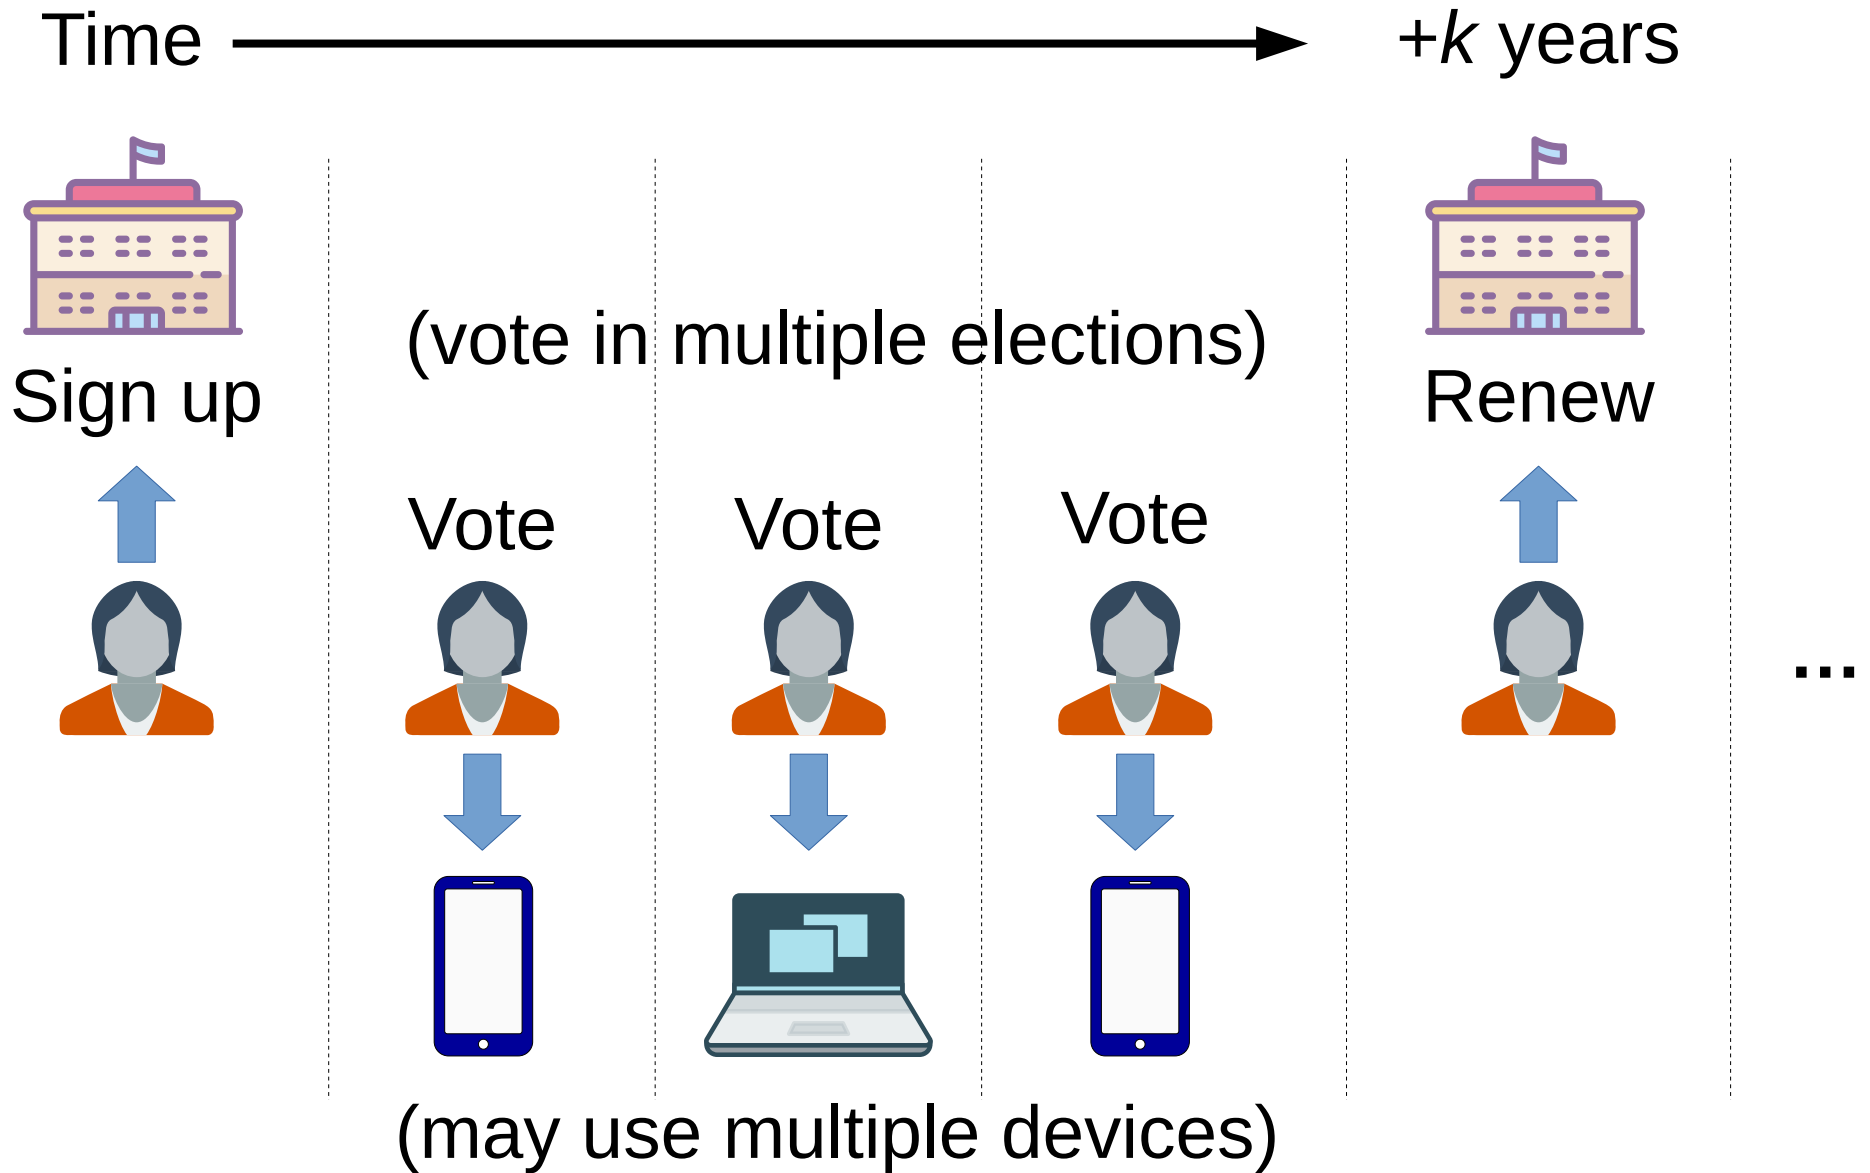 Time
+k years
(vote in multiple elections)
Sign up
Renew
Vote
Vote
Vote
...
(may use multiple devices)